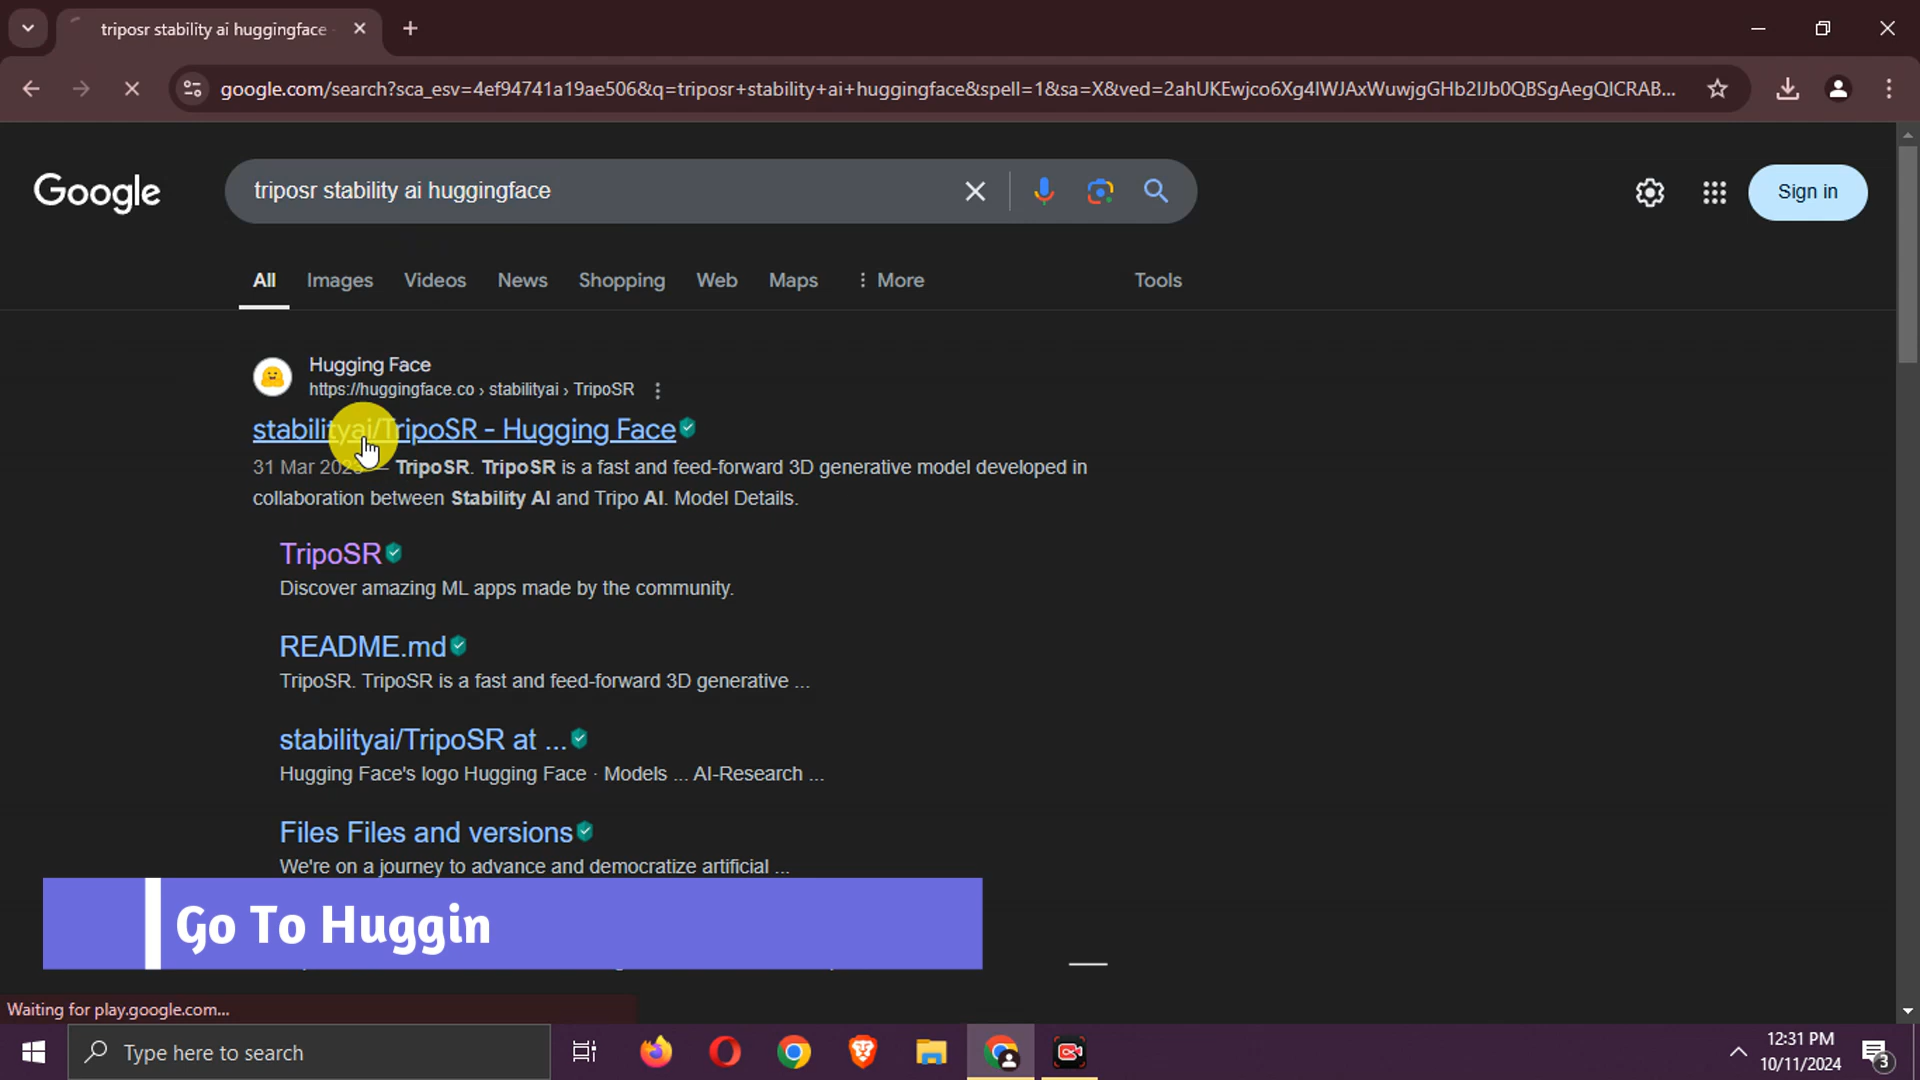 triposr stability ai huggingface
google.com/search?sca_esv=4ef94741a19ae506&q=triposr+stability+ai+huggingface&spell=1&sa=X&ved=2ahUKEwjco6Xg4IWJAxWuwjgGHb2IJb0QBSgAegQICRAB...
Google
triposr stability ai huggingface
Sign in
All Images Videos News Shopping Web Maps More Tools
Hugging Face
https://huggingface.co › stabilityai › TripoSR
stabilityai/TripoSR - Hugging Face
31 Mar 2023 — TripoSR. TripoSR is a fast and feed-forward 3D generative model developed in
collaboration between Stability AI and Tripo AI. Model Details.
TripoSR
Discover amazing ML apps made by the community.
README.md
TripoSR. TripoSR is a fast and feed-forward 3D generative ...
stabilityai/TripoSR at ...
Hugging Face's logo Hugging Face · Models ... AI-Research ...
Files Files and versions
We're on a journey to advance and democratize artificial ...
Go To Huggin
Waiting for play.google.com...
Type here to search
12:31 PM
10/11/2024
3